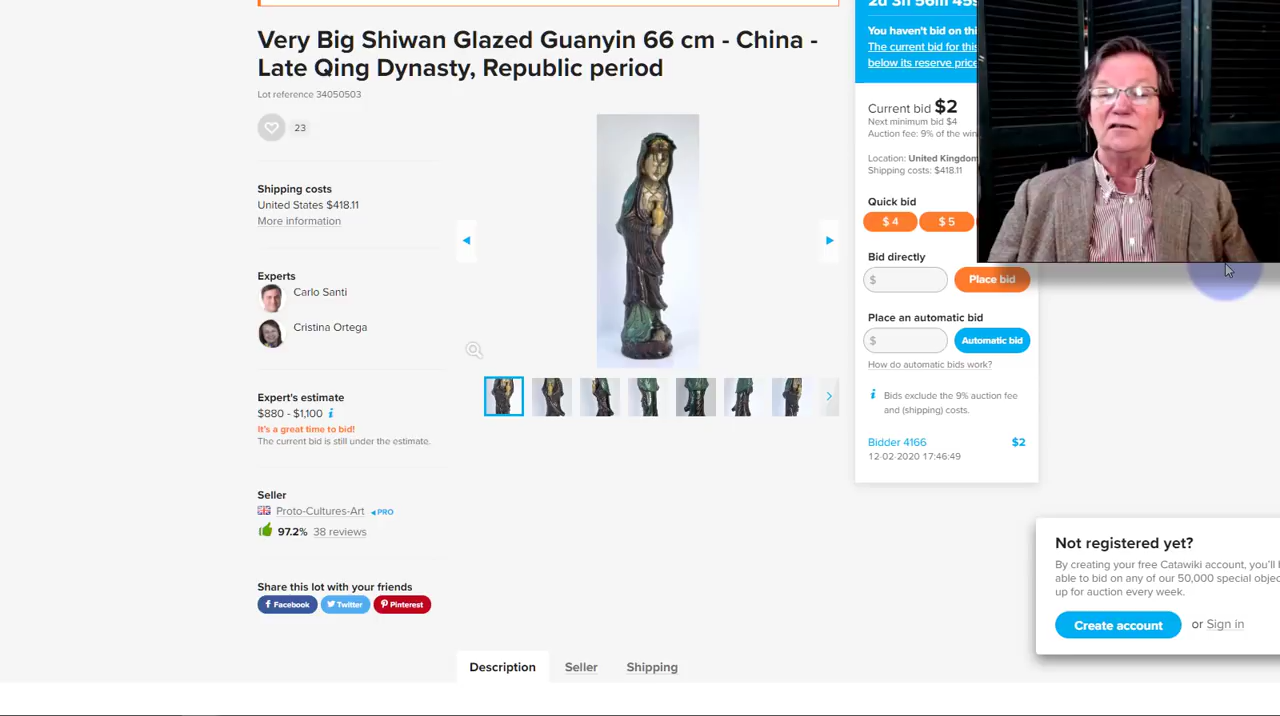 2d 3h 56m 45s
Very Big Shiwan Glazed Guanyin 66 cm - China -
Late Qing Dynasty, Republic period
Lot reference 34050503
23
Shipping costs
United States $418.11
More information
Experts
Carlo Santi
Cristina Ortega
Expert's estimate
$880 - $1,100
It's a great time to bid!
The current bid is still under the estimate.
Seller
Proto-Cultures-Art PRO
97.2% 38 reviews
Share this lot with your friends
Facebook Twitter Pinterest
Description Seller Shipping
You haven't bid on thi
The current bid for this
below its reserve price
Current bid $2
Next minimum bid $4
Auction fee: 9% of the win
Location: United Kingdom
Shipping costs: $418.11
Quick bid
$ 4 $ 5
Bid directly
$ Place bid
Place an automatic bid
$ Automatic bid
How do automatic bids work?
Bids exclude the 9% auction fee
and (shipping) costs.
Bidder 4166 $2
12-02-2020 17:46:49
Not registered yet?
By creating your free Catawiki account, you'll b
able to bid on any of our 50,000 special objec
up for auction every week.
Create account or Sign in